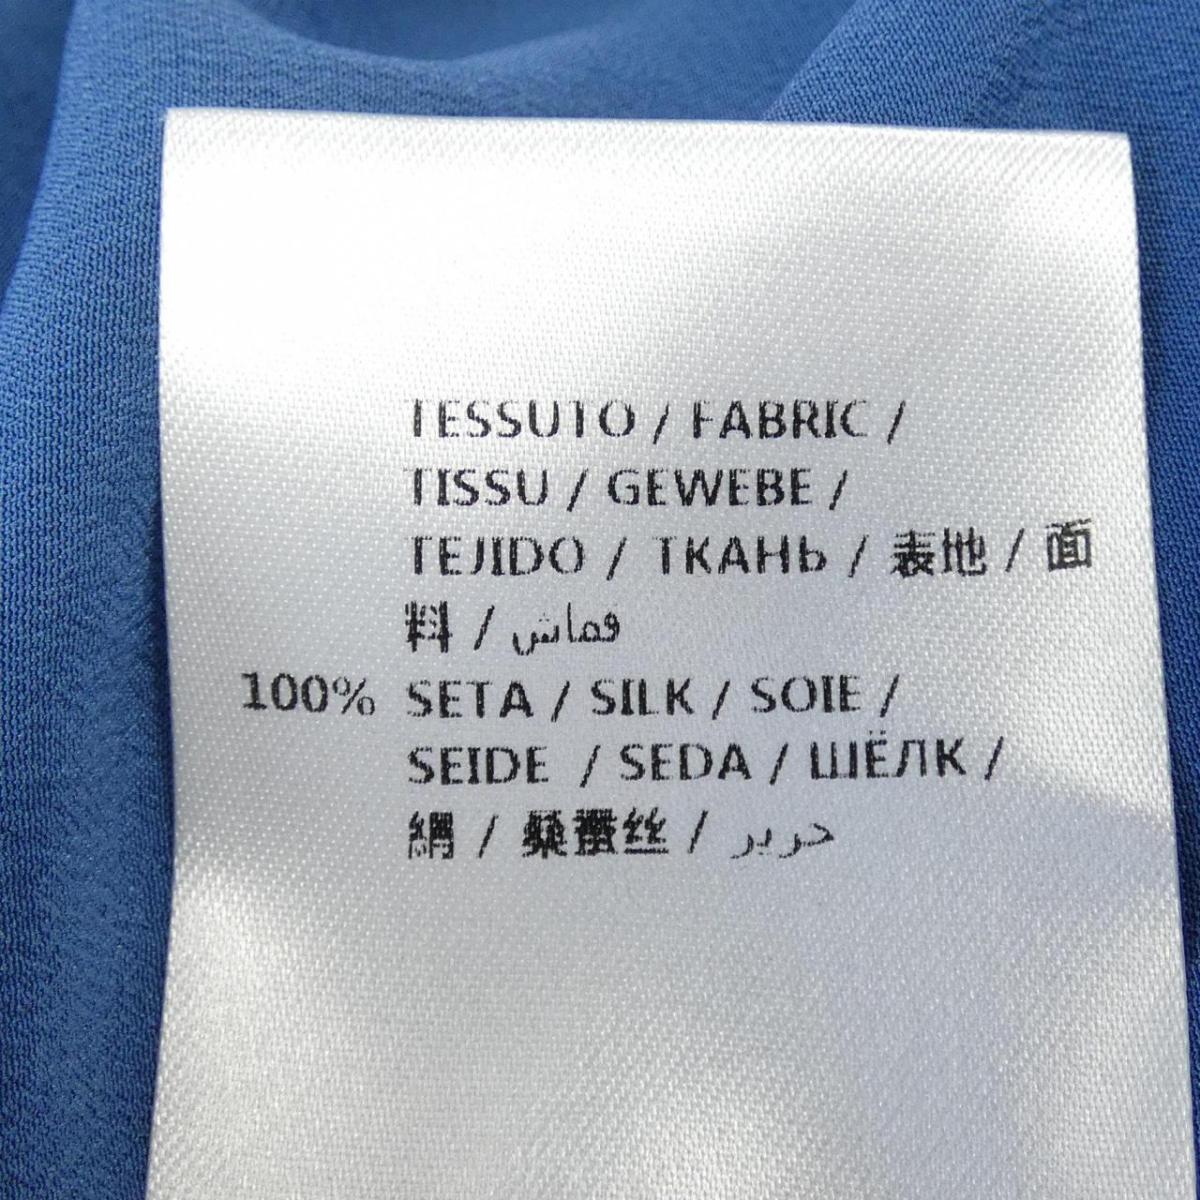 TESSUTO / FABRIC /
TISSU / GEWEBE /
TEJIDO / ТКАНЬ / 表地 / 面
料 / قماش
100% SETA / SILK / SOIE /
SEIDE / SEDA / ШЁЛК /
絹 / 桑蚕丝 / حرير